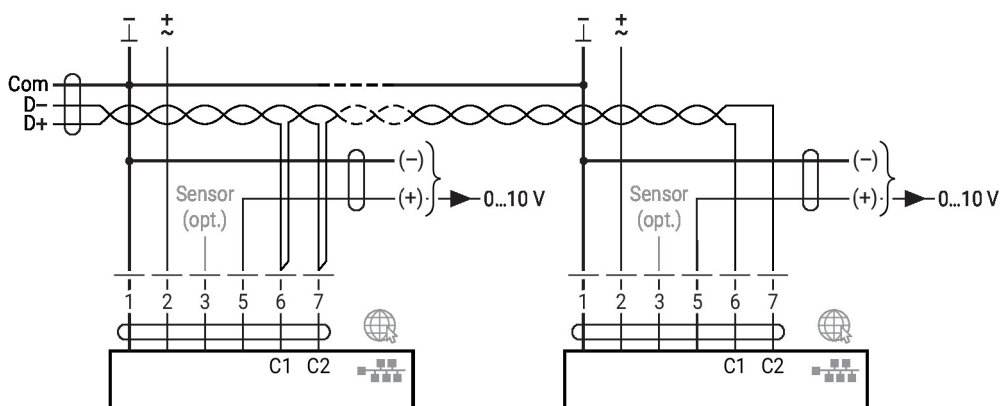 ⊥ − + ~ − ⊥ + ~
Com
D−
D+
(−) (−)
Sensor Sensor
(opt.) (opt.)
(+) 0...10 V (+) 0...10 V
1 2 3 5 6 7 1 2 3 5 6 7
C1 C2 C1 C2